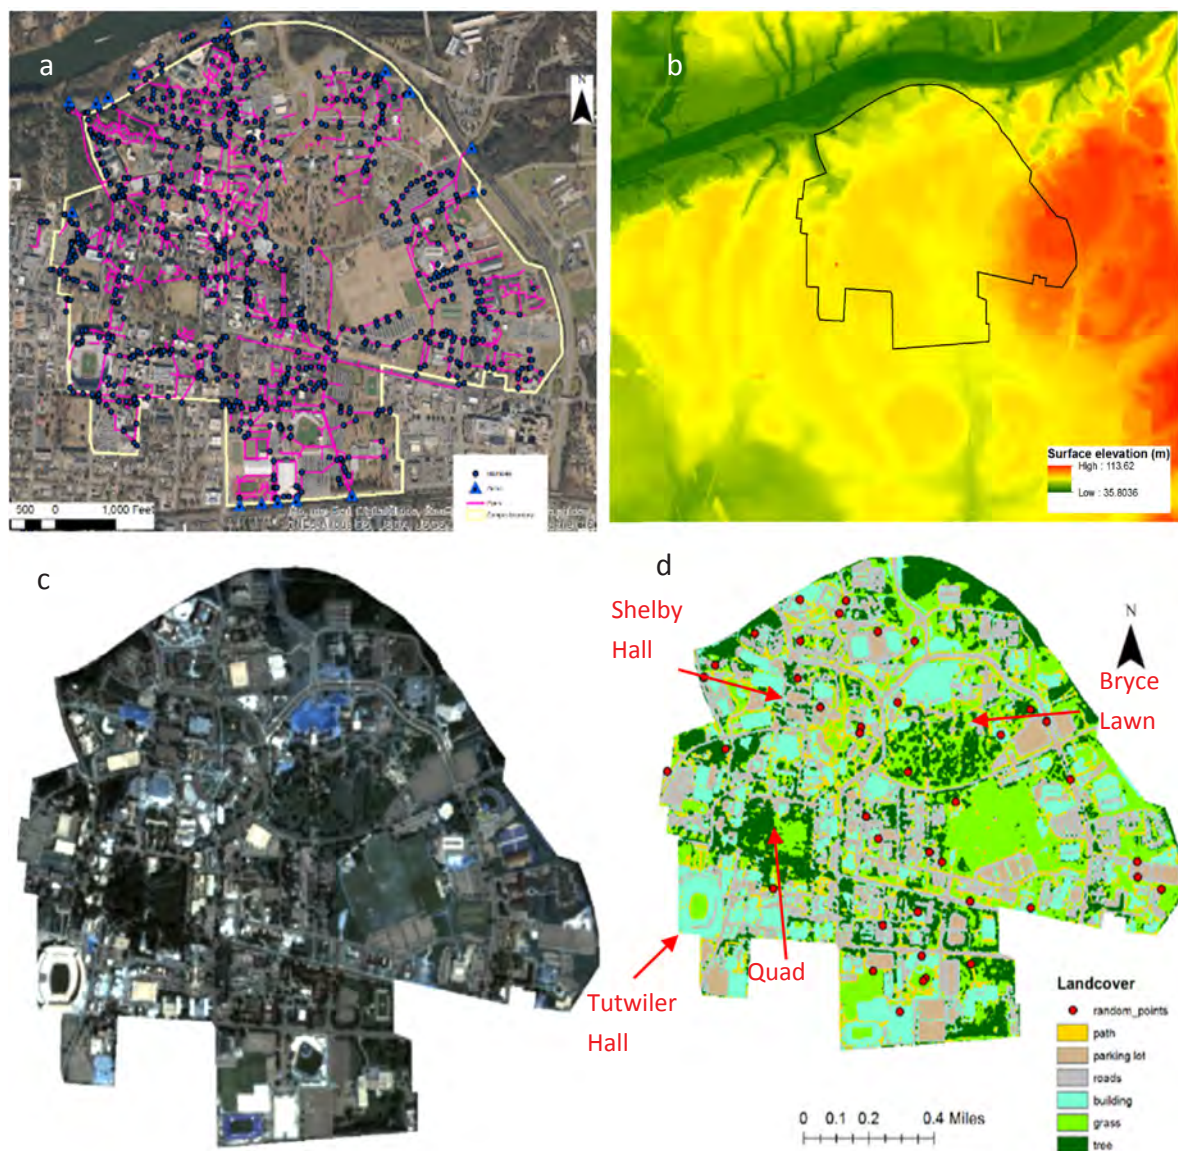 a
N
500 0 1,000 Feet
b
Surface elevation (m)
High : 113.62
Low : 35.8036
c
d
Shelby
Hall
N
Bryce
Lawn
Quad
Tutwiler
Hall
Landcover
random_points
path
parking lot
roads
building
grass
tree
0 0.1 0.2 0.4 Miles